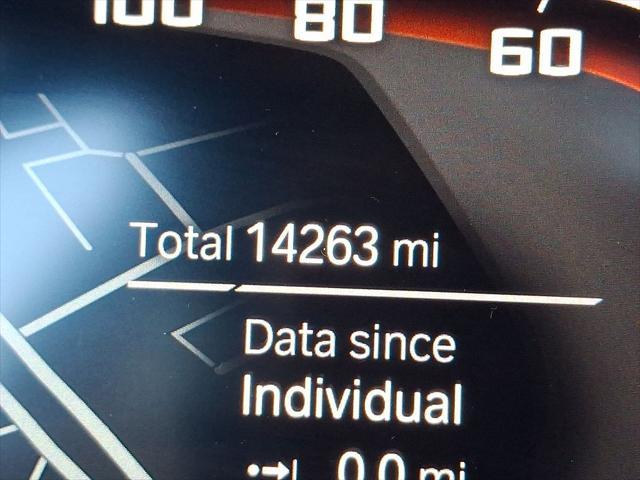 100 80 60
Total 14263 mi
Data since
Individual
0.0 mi